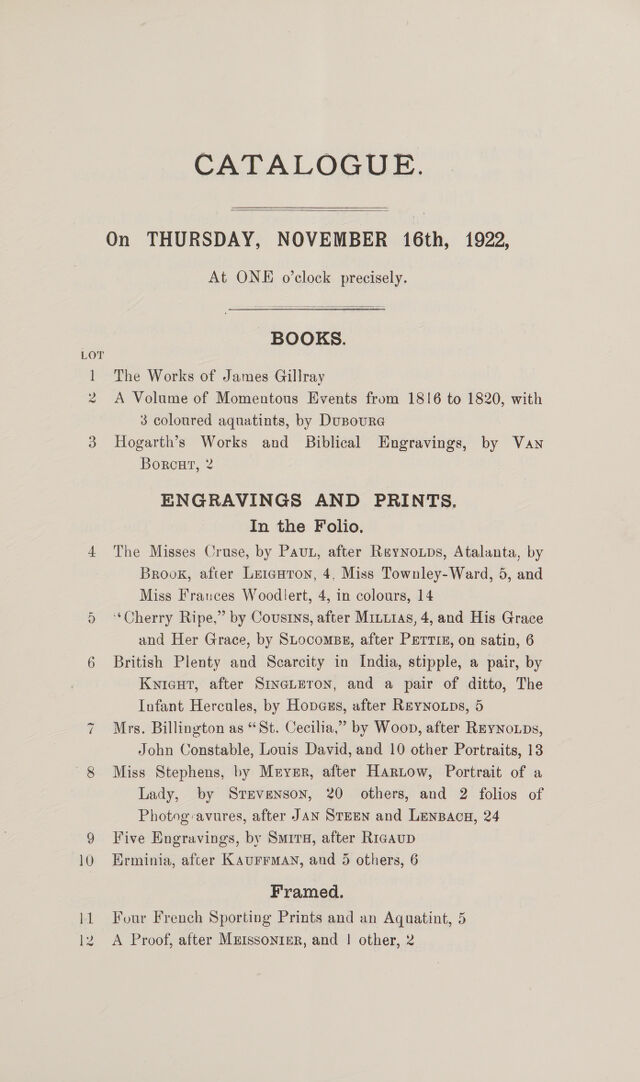 CATALOGUE.
On THURSDAY, NOVEMBER 16th, 1922,
At ONE o'clock precisely.
BOOKS.
LOT
1 The Works of James Gillray
2 A Volume of Momentous Events from 1816 to 1820, with
3 coloured aquatints, by Dubourg
3 Hogarth's Works and Biblical Engravings, by Van
Borcht, 2
ENGRAVINGS AND PRINTS.
In the Folio.
4 The Misses Cruse, by Paul, after Reynolds, Atalanta, by
Brook, after Leighton, 4, Miss Townley-Ward, 5, and
Miss Frances Woodlert, 4, in colours, 14
5 “Cherry Ripe,” by Cousins, after Millias, 4, and His Grace
and Her Grace, by Slocombe, after Pettie, on satin, 6
6 British Plenty and Scarcity in India, stipple, a pair, by
Knight, after Singleton, and a pair of ditto, The
Infant Hercules, by Hodges, after Reynolds, 5
7 Mrs. Billington as “St. Cecilia,” by Wood, after Reynolds,
John Constable, Louis David, and 10 other Portraits, 13
8 Miss Stephens, by Meyer, after Harlow, Portrait of a
Lady, by Stevenson, 20 others, and 2 folios of
Photogravures, after Jan Steen and Lenbach, 24
9 Five Engravings, by Smith, after Rigaud
10 Erminia, after Kauffman, and 5 others, 6
Framed.
11 Four French Sporting Prints and an Aquatint, 5
12 A Proof, after Meissonier, and 1 other, 2